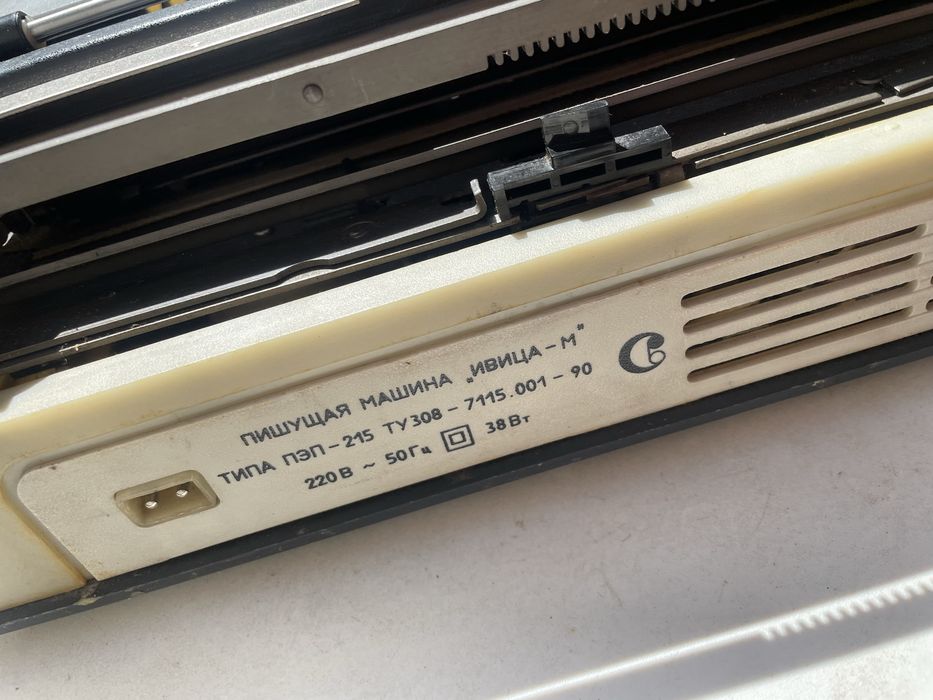 ПИШУЩАЯ МАШИНА „ИВИЦА-М"
ТИПА ПЭП-215 ТУ308-7115.001-90
220В ~ 50Гц 38Вт